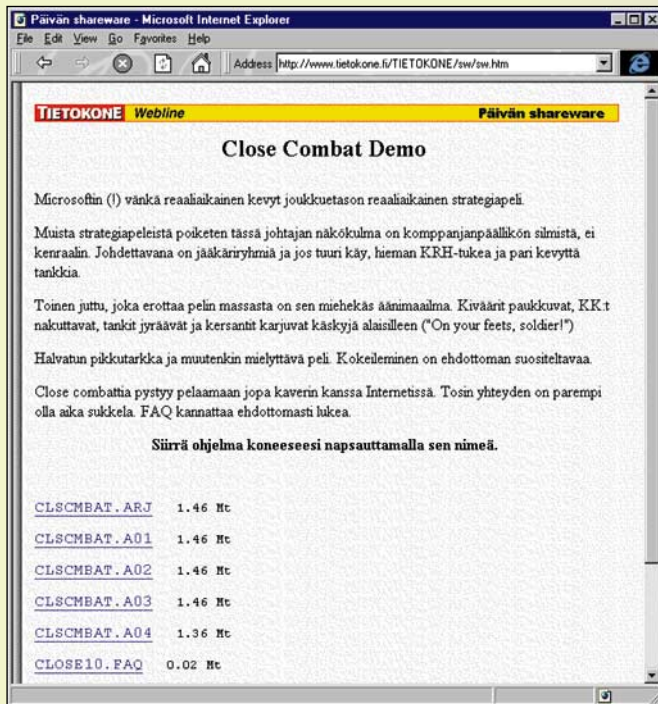 Päivän shareware - Microsoft Internet Explorer
File Edit View Go Favorites Help
Address http://www.tietokone.fi/TIETOKONE/sw/sw.htm
TIETOKONE Webline Päivän shareware
Close Combat Demo
Microsoftin (!) vänkä reaaliaikainen kevyt joukkuetason reaaliaikainen strategiapeli.
Muista strategiapeleistä poiketen tässä johtajan näkökulma on komppanjanpäällikön silmistä, ei
kenraalin. Johdettavana on jääkäriryhmiä ja jos tuuri käy, hieman KRH-tukea ja pari kevyttä
tankkia.
Toinen juttu, joka erottaa pelin massasta on sen miehekäs äänimaailma. Kiväärit paukkuvat, KK:t
nakuttavat, tankit jyräävät ja kersantit karjuvat käskyjä alaisilleen ("On your feets, soldier!")
Halvatun pikkutarkka ja muutenkin mielyttävä peli. Kokeileminen on ehdottoman suositeltavaa.
Close combattia pystyy pelaamaan jopa kaverin kanssa Internetissä. Tosin yhteyden on parempi
olla aika sukkela. FAQ kannattaa ehdottomasti lukea.
Siirrä ohjelma koneeseesi napsauttamalla sen nimeä.
CLSCMBAT.ARJ 1.46 Mt
CLSCMBAT.A01 1.46 Mt
CLSCMBAT.A02 1.46 Mt
CLSCMBAT.A03 1.46 Mt
CLSCMBAT.A04 1.36 Mt
CLOSE10.FAQ 0.02 Mt